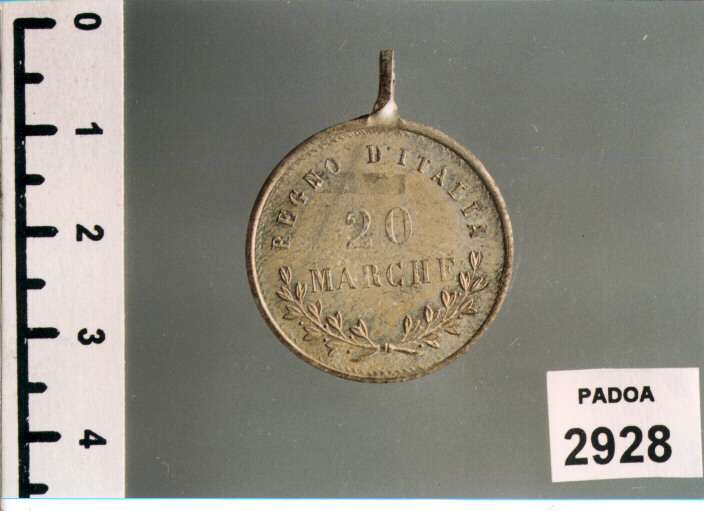 0
1
2
3
4
REGNO D'ITALIA
20
MARCHE
PADOA
2928